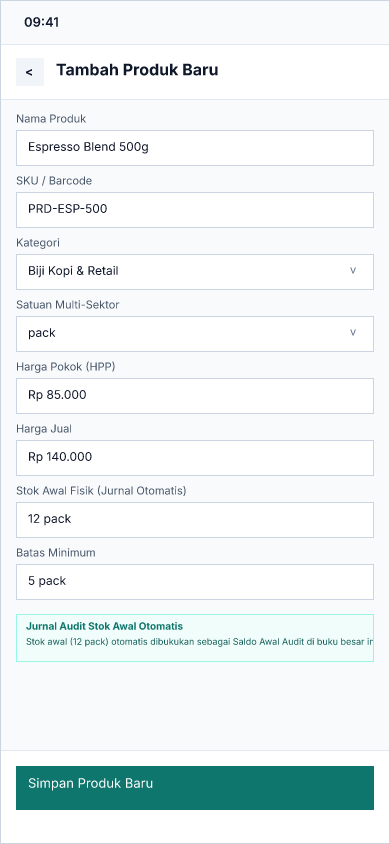 09:41
< Tambah Produk Baru
Nama Produk
Espresso Blend 500g
SKU / Barcode
PRD-ESP-500
Kategori
Biji Kopi & Retail v
Satuan Multi-Sektor
pack v
Harga Pokok (HPP)
Rp 85.000
Harga Jual
Rp 140.000
Stok Awal Fisik (Jurnal Otomatis)
12 pack
Batas Minimum
5 pack
Jurnal Audit Stok Awal Otomatis
Stok awal (12 pack) otomatis dibukukan sebagai Saldo Awal Audit di buku besar
Simpan Produk Baru